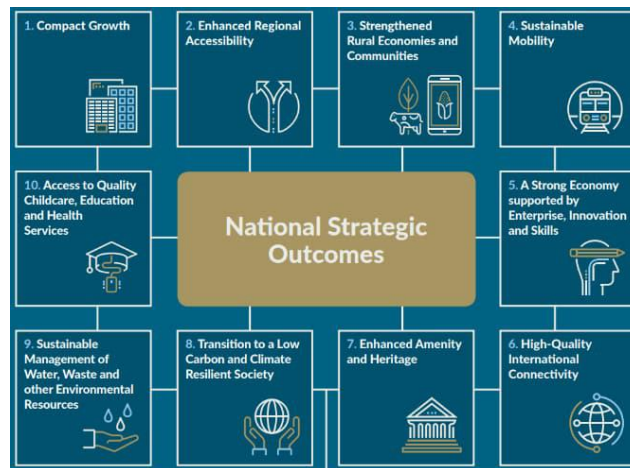 1. Compact Growth
2. Enhanced Regional
Accessibility
3. Strengthened
Rural Economies and
Communities
4. Sustainable
Mobility
10. Access to Quality
Childcare, Education
and Health
Services
National Strategic
Outcomes
5. A Strong Economy
supported by
Enterprise, Innovation
and Skills
9. Sustainable
Management of
Water, Waste and
other Environmental
Resources
8. Transition to a Low
Carbon and Climate
Resilient Society
7. Enhanced Amenity
and Heritage
6. High-Quality
International
Connectivity